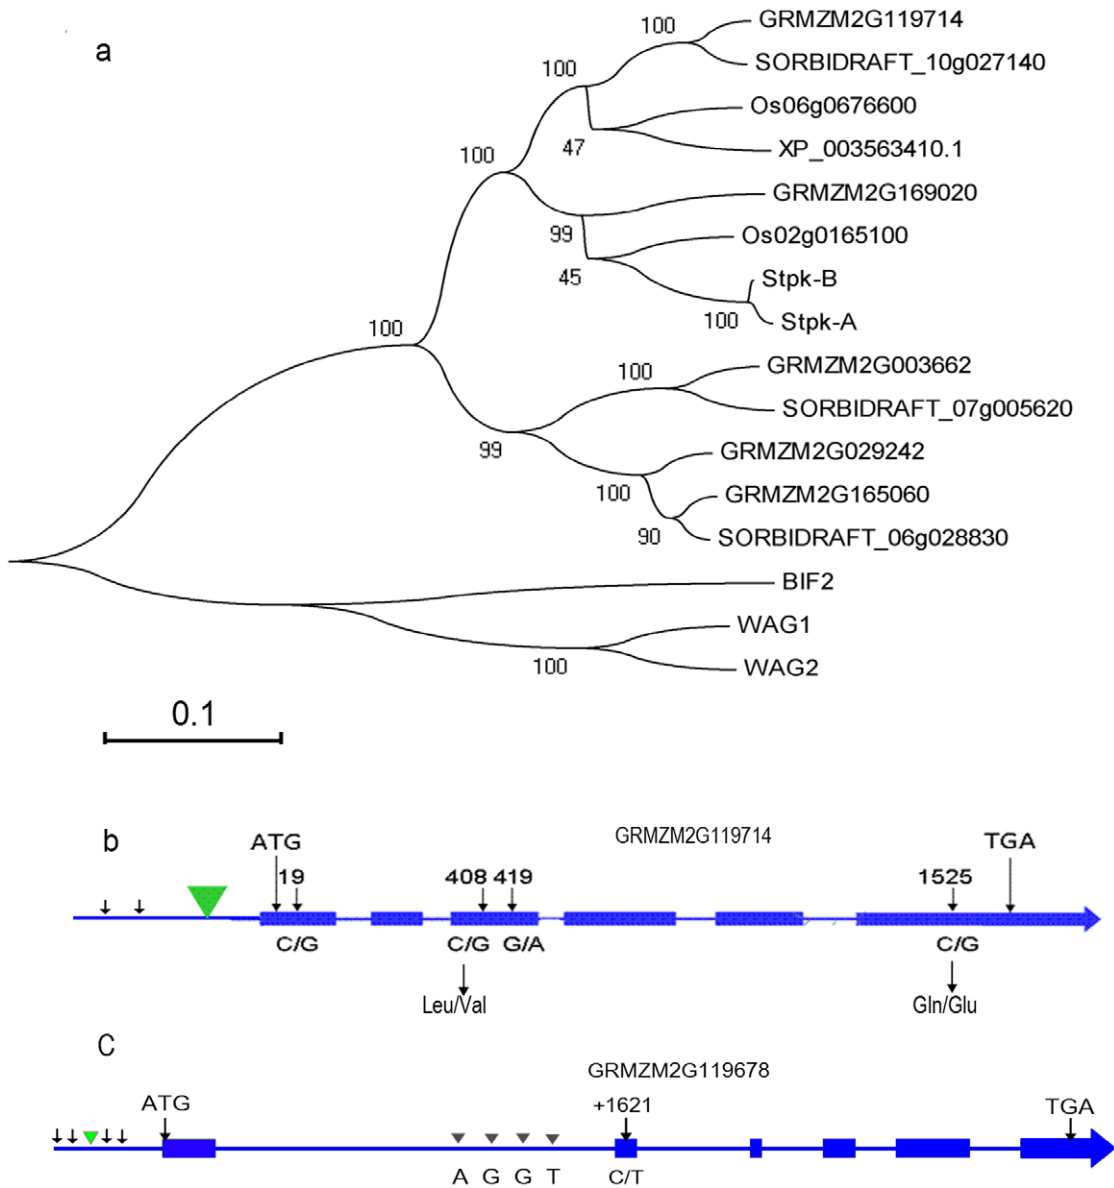 a
100
GRMZM2G119714
SORBIDRAFT_10g027140
100
Os06g0676600
47
XP_003563410.1
100
GRMZM2G169020
99
Os02g0165100
45
Stpk-B
100
Stpk-A
100
GRMZM2G003662
100
SORBIDRAFT_07g005620
99
GRMZM2G029242
100
GRMZM2G165060
90
SORBIDRAFT_06g028830
BIF2
WAG1
100
WAG2
0.1
b
GRMZM2G119714
ATG
TGA
19
408 419
1525
C/G
C/G G/A
C/G
Leu/Val
Gln/Glu
C
GRMZM2G119678
ATG
+1621
TGA
A G G T
C/T